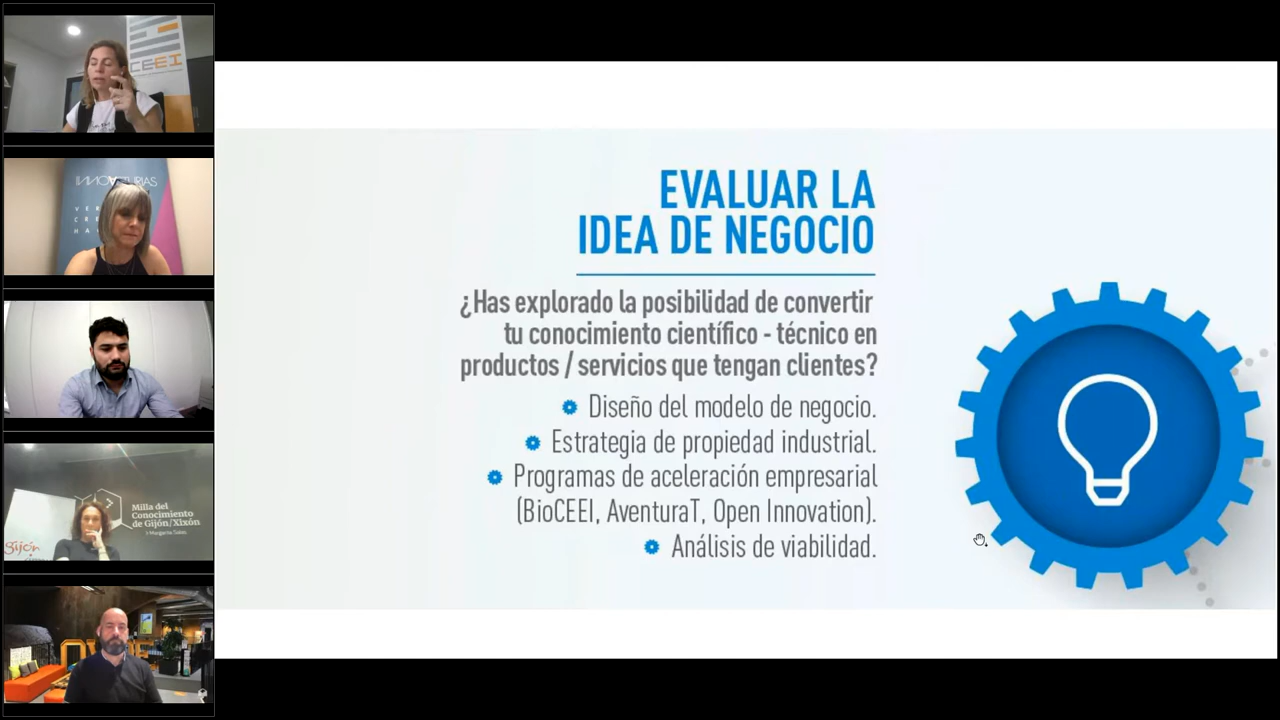 CEEI
INNOVASTURIAS
Milla del
Conocimiento
de Gijón/Xixón
gijón
EVALUAR LA
IDEA DE NEGOCIO
¿Has explorado la posibilidad de convertir
tu conocimiento científico - técnico en
productos / servicios que tengan clientes?
Diseño del modelo de negocio.
Estrategia de propiedad industrial.
Programas de aceleración empresarial
(BioCEEI, AventuraT, Open Innovation).
Análisis de viabilidad.